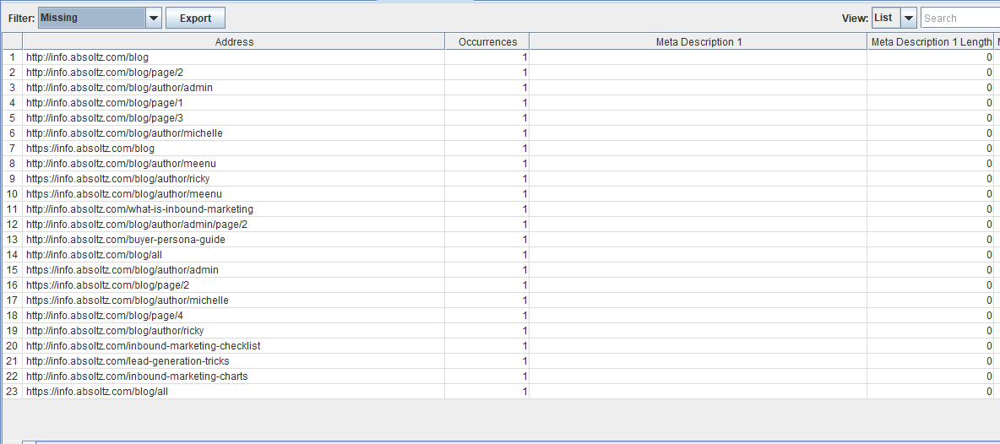 Filter: Missing Export View: List Search
Address Occurrences Meta Description 1 Meta Description 1 Length
1 http://info.absoltz.com/blog 1 0
2 http://info.absoltz.com/blog/page/2 1 0
3 http://info.absoltz.com/blog/author/admin 1 0
4 http://info.absoltz.com/blog/page/1 1 0
5 http://info.absoltz.com/blog/page/3 1 0
6 http://info.absoltz.com/blog/author/michelle 1 0
7 https://info.absoltz.com/blog 1 0
8 http://info.absoltz.com/blog/author/meenu 1 0
9 https://info.absoltz.com/blog/author/ricky 1 0
10 https://info.absoltz.com/blog/author/meenu 1 0
11 http://info.absoltz.com/what-is-inbound-marketing 1 0
12 http://info.absoltz.com/blog/author/admin/page/2 1 0
13 http://info.absoltz.com/buyer-persona-guide 1 0
14 http://info.absoltz.com/blog/all 1 0
15 https://info.absoltz.com/blog/author/admin 1 0
16 https://info.absoltz.com/blog/page/2 1 0
17 https://info.absoltz.com/blog/author/michelle 1 0
18 https://info.absoltz.com/blog/page/4 1 0
19 http://info.absoltz.com/blog/author/ricky 1 0
20 http://info.absoltz.com/inbound-marketing-checklist 1 0
21 http://info.absoltz.com/lead-generation-tricks 1 0
22 http://info.absoltz.com/inbound-marketing-charts 1 0
23 https://info.absoltz.com/blog/all 1 0